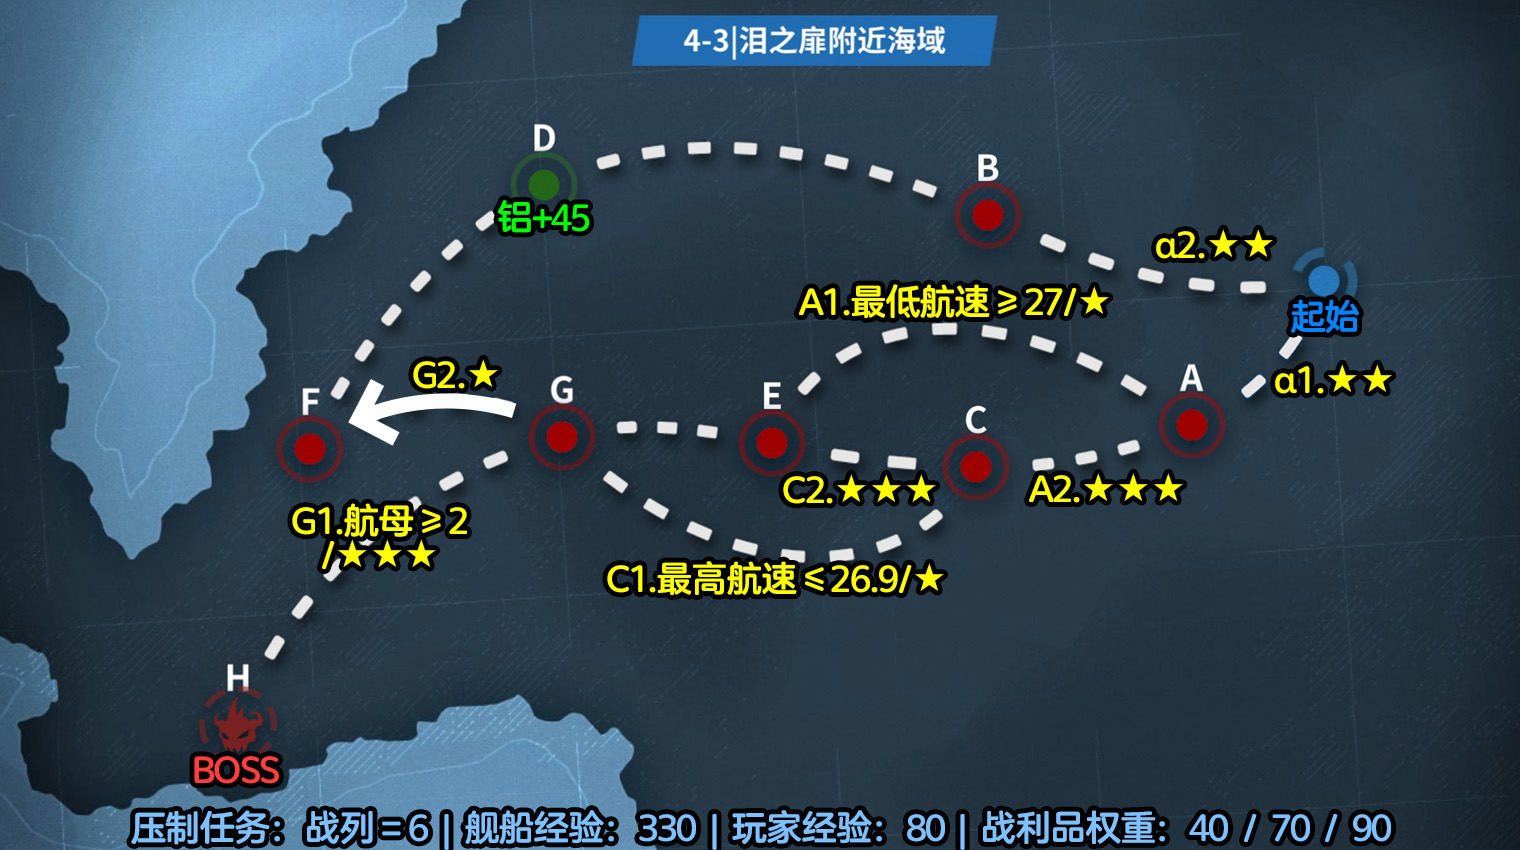 4-3|泪之扉附近海域
D
铝+45
B
α2.★★
A1.最低航速≥27/★
起始
G2.★
α1.★★
F
G
E
C
A
C2.★★★
A2.★★★
G1.航母≥2
/★★★
C1.最高航速≤26.9/★
H
BOSS
压制任务：战列=6 | 舰船经验：330 | 玩家经验：80 | 战利品权重：40 / 70 / 90